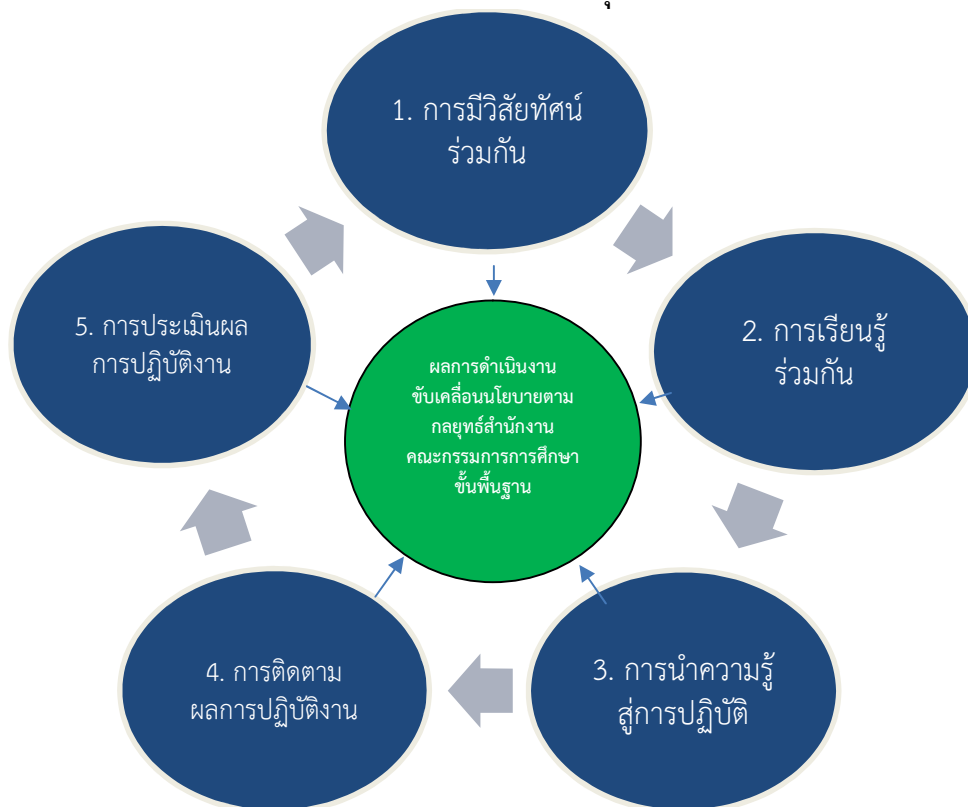 1. การมีวิสัยทัศน์
ร่วมกัน
2. การเรียนรู้
ร่วมกัน
3. การนำความรู้
สู่การปฏิบัติ
4. การติดตาม
ผลการปฏิบัติงาน
5. การประเมินผล
การปฏิบัติงาน
ผลการดำเนินงาน
ขับเคลื่อนนโยบายตาม
กลยุทธ์สำนักงาน
คณะกรรมการการศึกษา
ขั้นพื้นฐาน